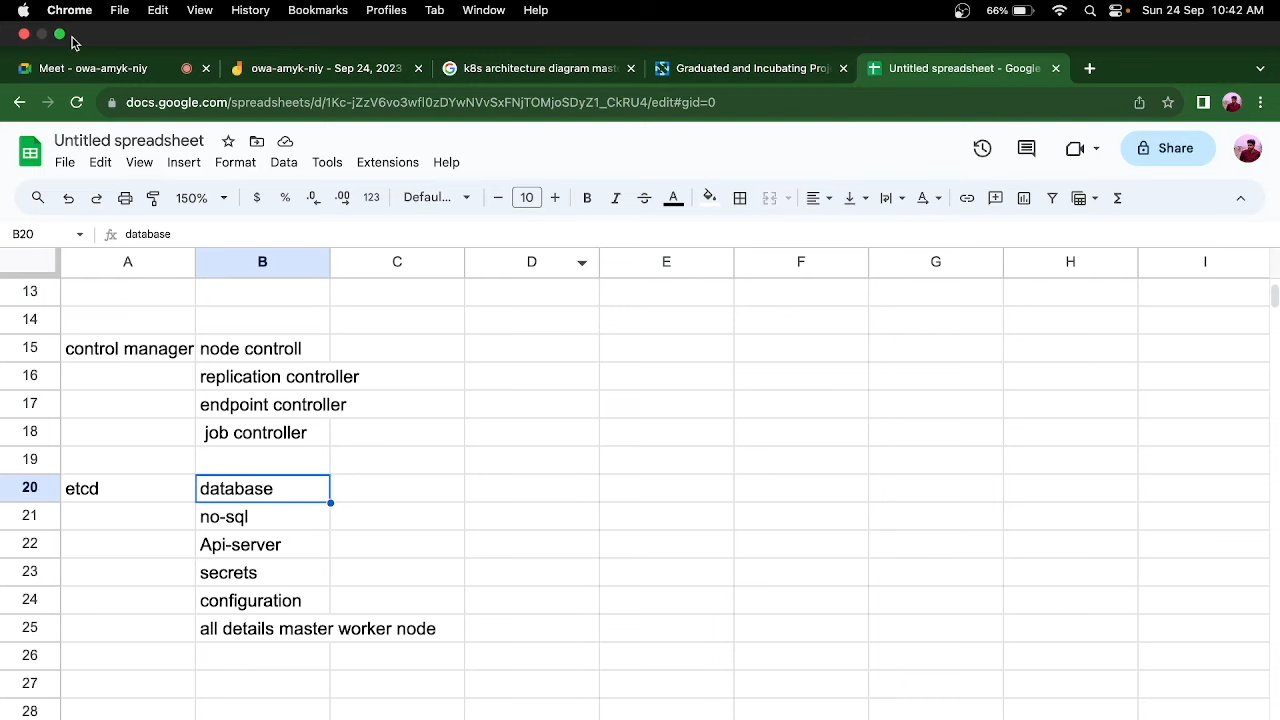 Chrome File Edit View History Bookmarks Profiles Tab Window Help 66% Sun 24 Sep 10:42 AM
Meet - owa-amyk-niy owa-amyk-niy - Sep 24, 2023 k8s architecture diagram mast Graduated and Incubating Proj Untitled spreadsheet - Google
docs.google.com/spreadsheets/d/1Kc-jZzV6vo3wfl0zDYwNVvSxFNjTOMjoSDyZ1_CkRU4/edit#gid=0
Untitled spreadsheet
File Edit View Insert Format Data Tools Extensions Help
Share
150% $ % .0 .00 123 Defaul... 10 B I A Σ
B20 fx database
A B C D E F G H I
13
14
15 control manager node controll
16 replication controller
17 endpoint controller
18 job controller
19
20 etcd database
21 no-sql
22 Api-server
23 secrets
24 configuration
25 all details master worker node
26
27
28